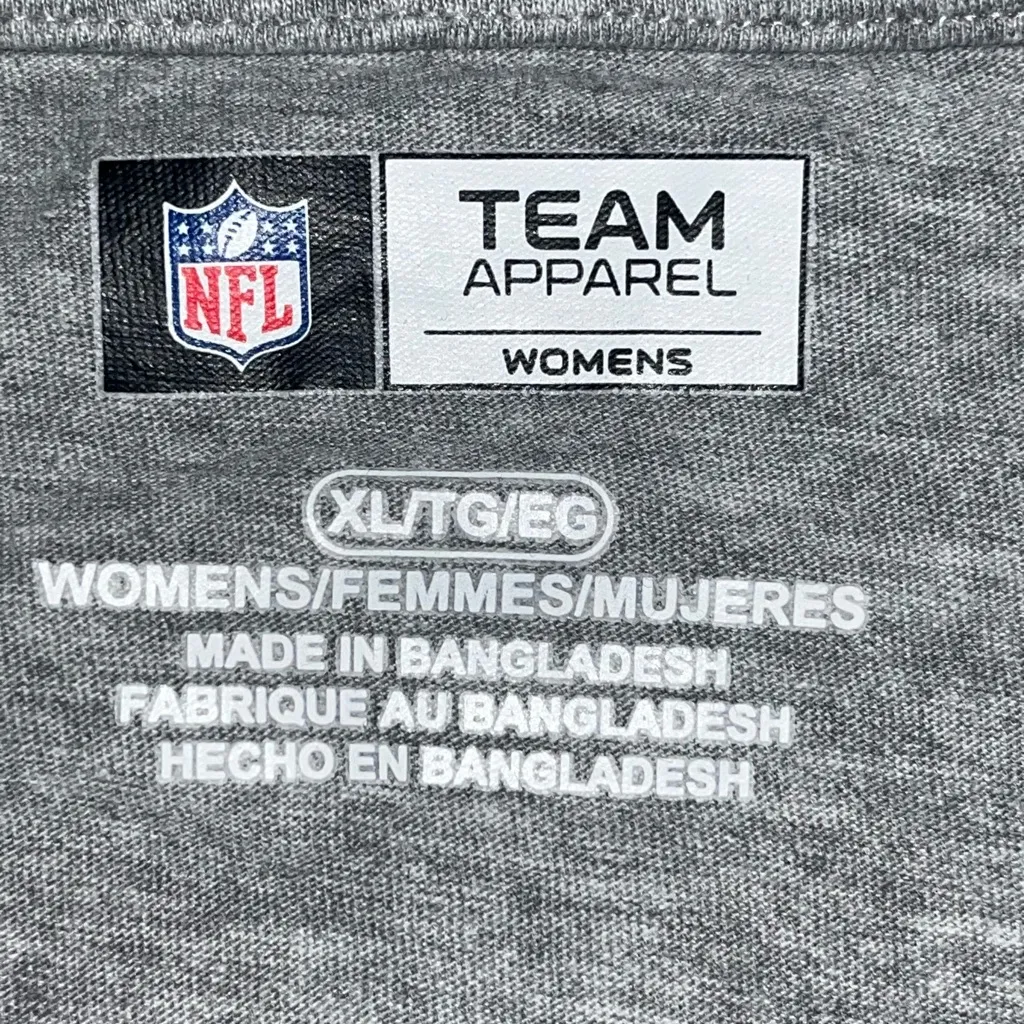 NFL
TEAM
APPAREL
WOMENS
XL/TG/EG
WOMENS/FEMMES/MUJERES
MADE IN BANGLADESH
FABRIQUE AU BANGLADESH
HECHO EN BANGLADESH